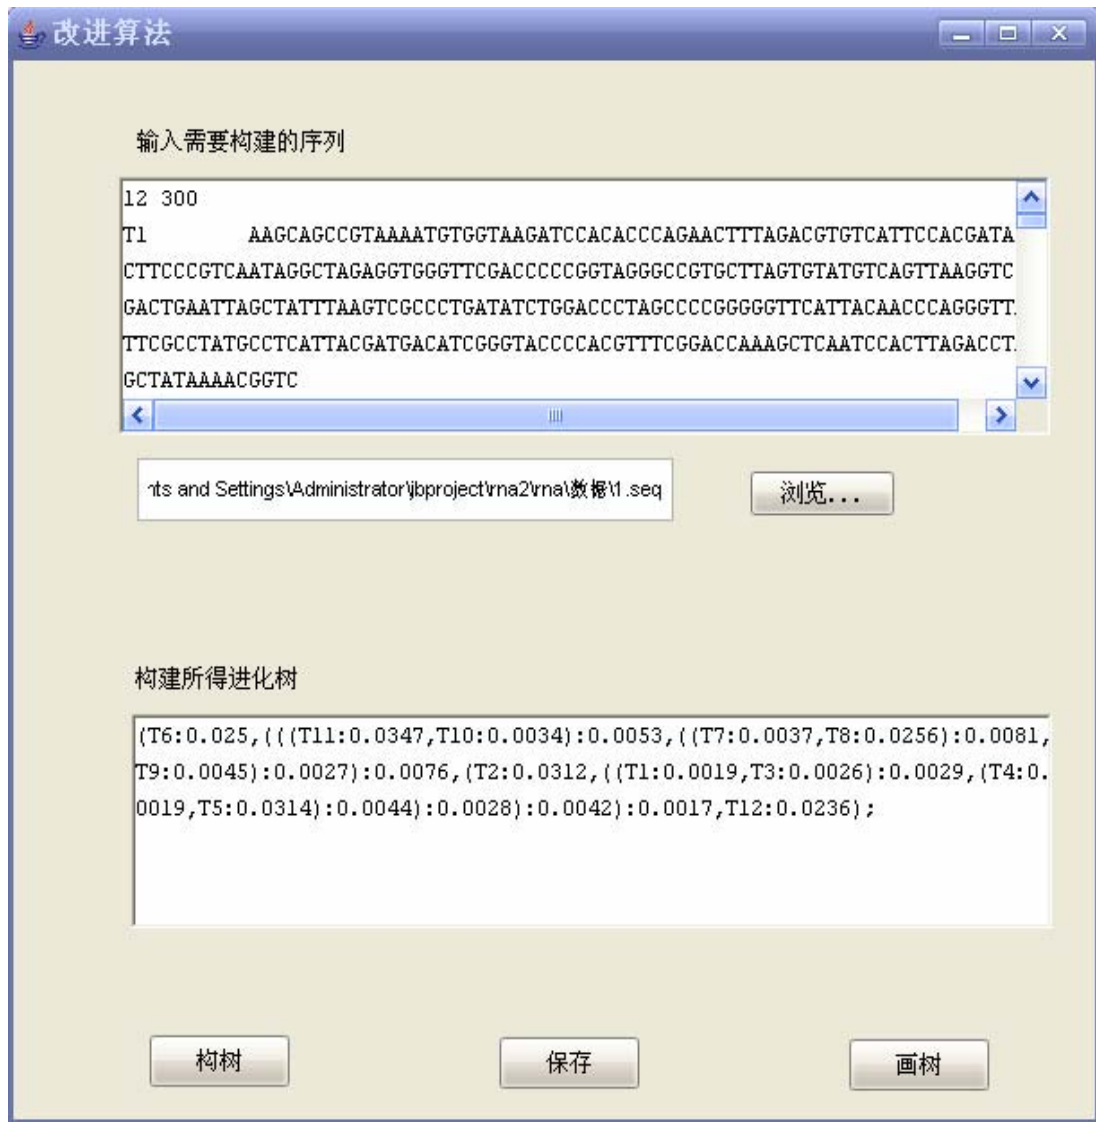 改进算法
输入需要构建的序列
12 300
T1 AAGCAGCCGTAAAATGTGGTAAGATCCACACCCAGAACTTTAGACGTGTCATTCCACGATA
CTTCCCGTCAATAGGCTAGAGGTGGGTTCGACCCCCGGTAGGGCCGTGCTTAGTGTATGTCAGTTAAGGTC
GACTGAATTAGCTATTTAAGTCGCCCTGATATCTGGACCCTAGCCCCGGGGGTTCATTACAACCCAGGGTT
TTCGCCTATGCCTCATTACGATGACATCGGGTACCCCACGTTTCGGACCAAAGCTCAATCCACTTAGACCT
GCTATAAAACGGTC
nts and Settings\Administrator\jbproject\rna2\rna\数据\1.seq 浏览...
构建所得进化树
(T6:0.025,(((T11:0.0347,T10:0.0034):0.0053,((T7:0.0037,T8:0.0256):0.0081,
T9:0.0045):0.0027):0.0076,(T2:0.0312,((T1:0.0019,T3:0.0026):0.0029,(T4:0.
0019,T5:0.0314):0.0044):0.0028):0.0042):0.0017,T12:0.0236);
构树 保存 画树